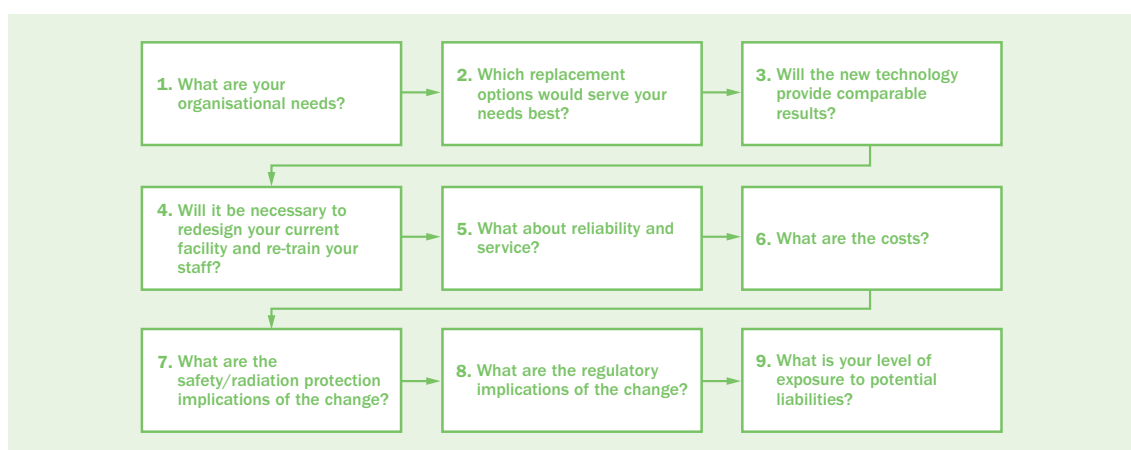 1. What are your
organisational needs?
2. Which replacement
options would serve your
needs best?
3. Will the new technology
provide comparable
results?
4. Will it be necessary to
redesign your current
facility and re-train your
staff?
5. What about reliability and
service?
6. What are the costs?
7. What are the
safety/radiation protection
implications of the change?
8. What are the regulatory
implications of the change?
9. What is your level of
exposure to potential
liabilities?